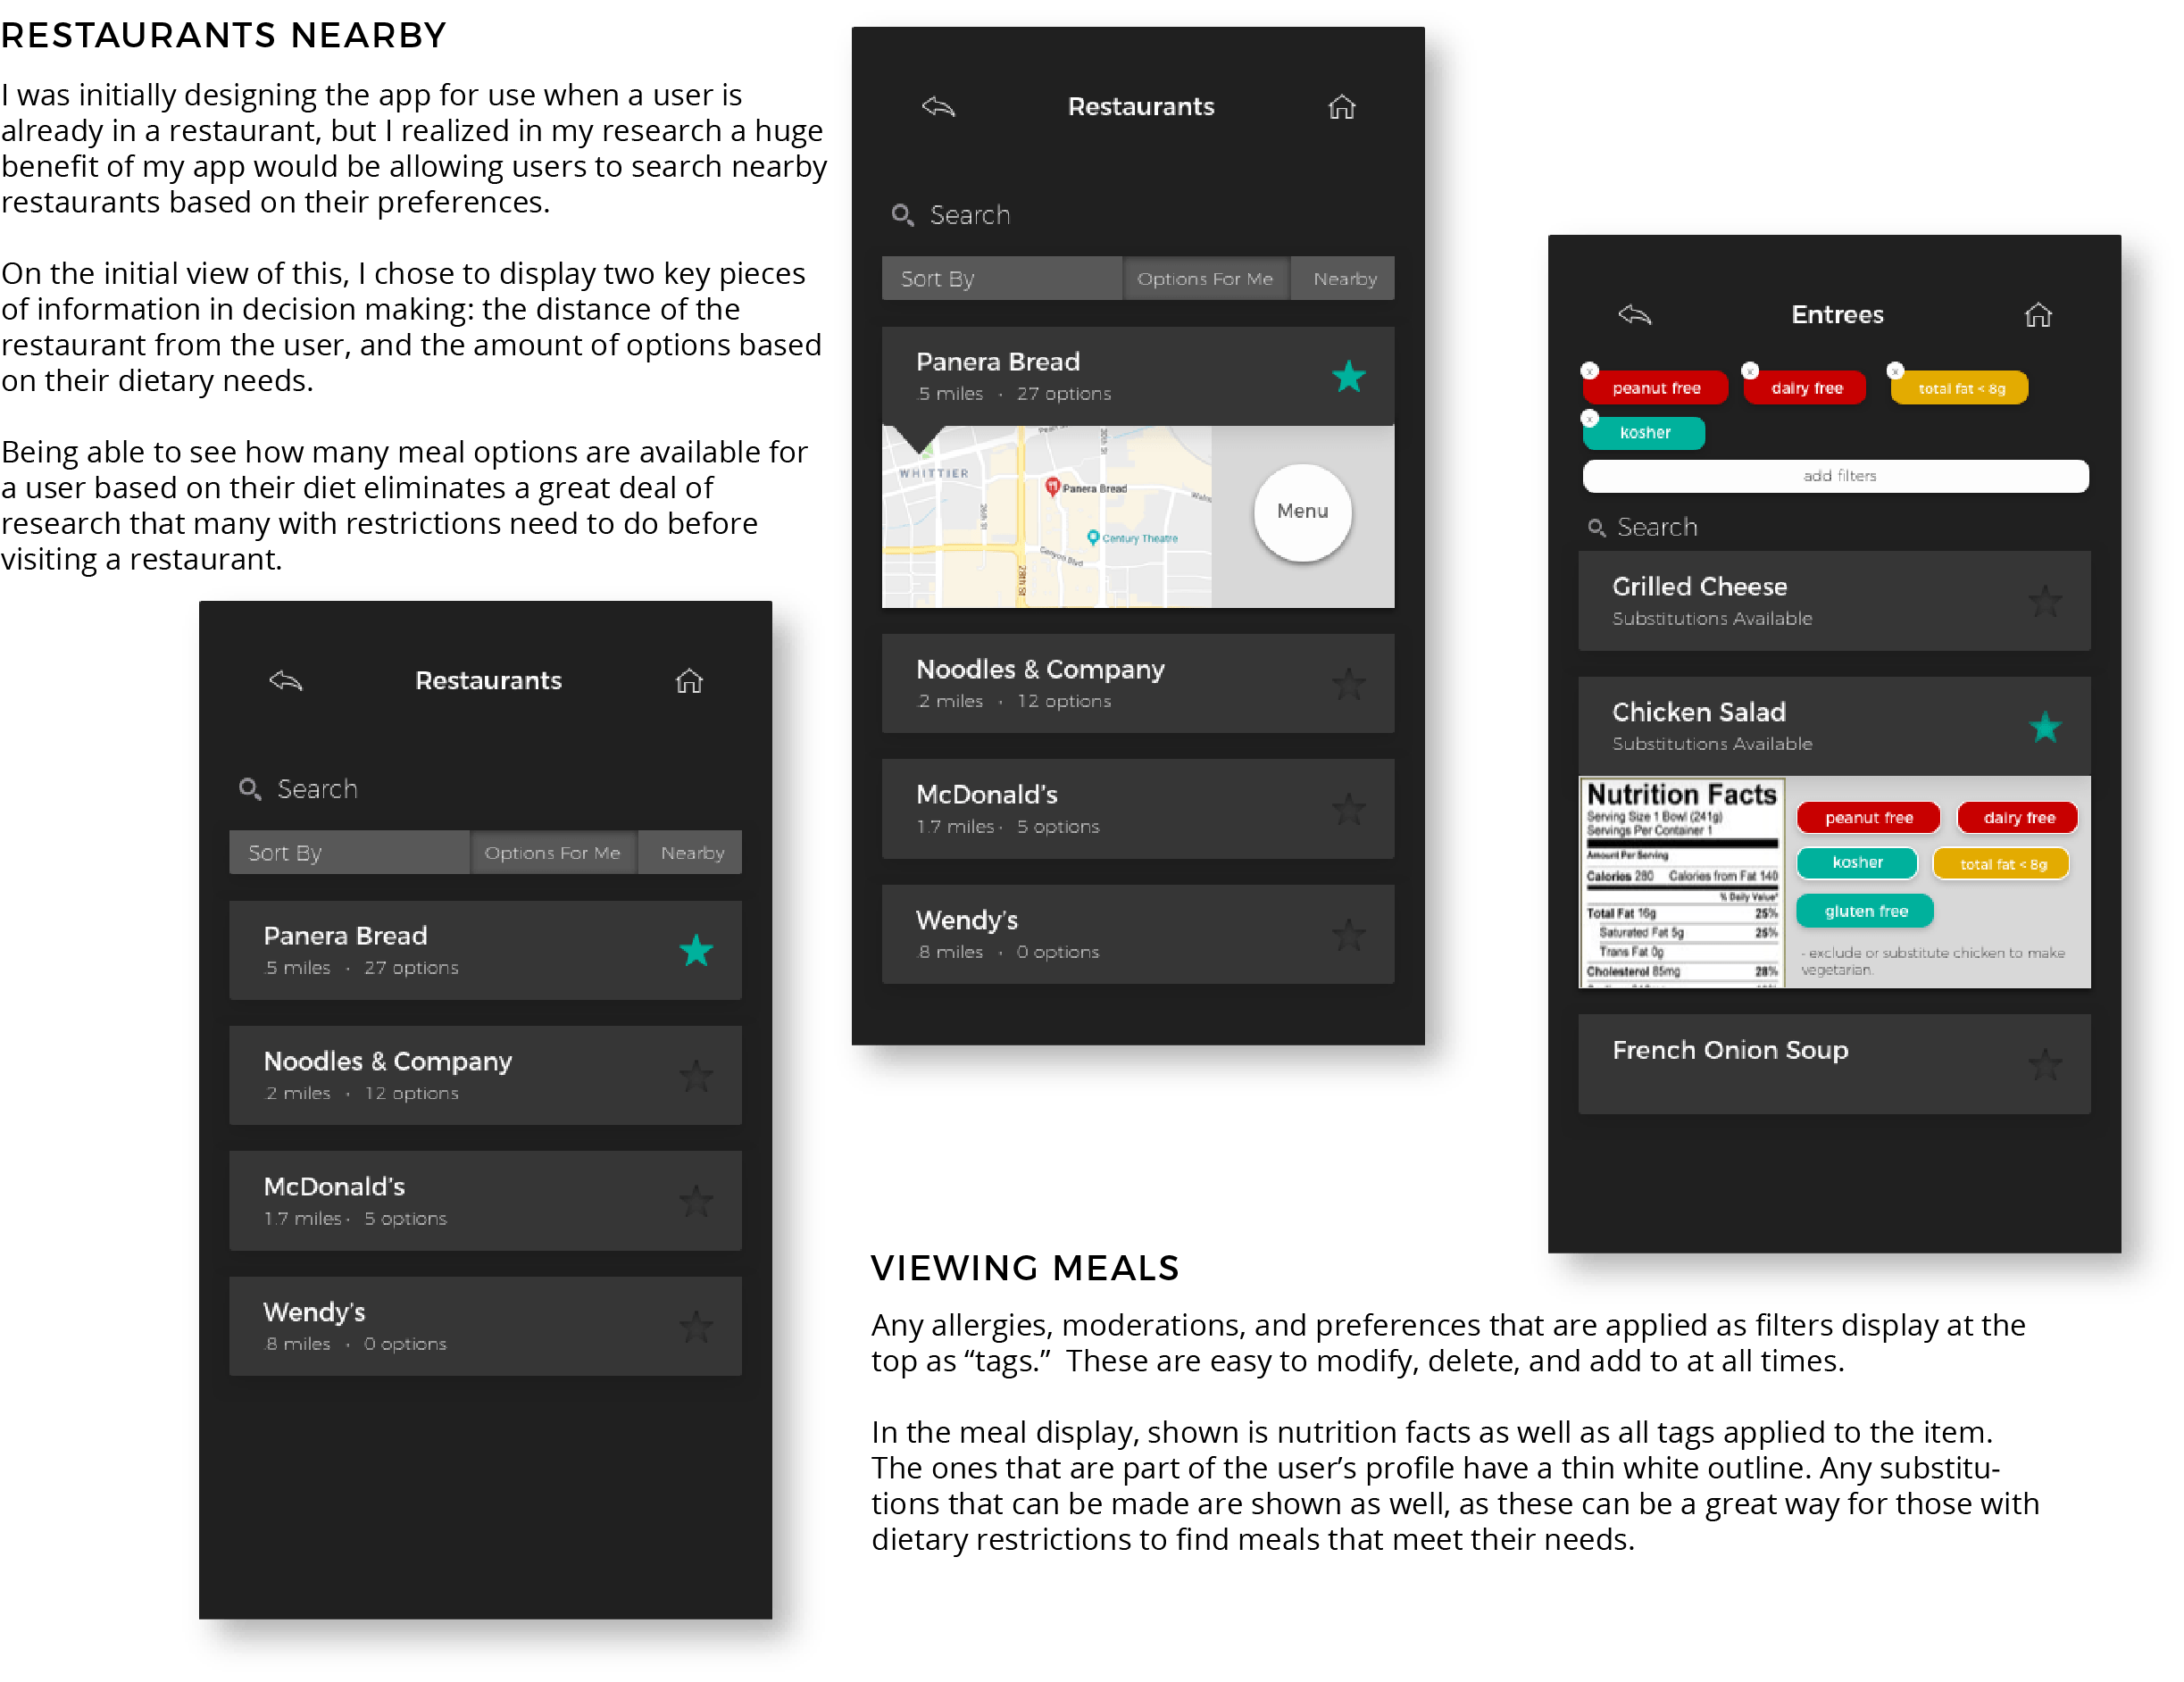 RESTAURANTS NEARBY
I was initially designing the app for use when a user is
already in a restaurant, but I realized in my research a huge
benefit of my app would be allowing users to search nearby
restaurants based on their preferences.
On the initial view of this, I chose to display two key pieces
of information in decision making: the distance of the
restaurant from the user, and the amount of options based
on their dietary needs.
Being able to see how many meal options are available for
a user based on their diet eliminates a great deal of
research that many with restrictions need to do before
visiting a restaurant.
Restaurants
Search
Sort By Options For Me Nearby
Panera Bread
.5 miles · 27 options
Noodles & Company
.2 miles · 12 options
McDonald's
1.7 miles · 5 options
Wendy's
.8 miles · 0 options
Restaurants
Search
Sort By Options For Me Nearby
Panera Bread
.5 miles · 27 options
WHITTIER
Panera Bread
Century Theatre
Canyon Blvd
26th St
28th St
30th St
Menu
Noodles & Company
.2 miles · 12 options
McDonald's
1.7 miles · 5 options
Wendy's
.8 miles · 0 options
Entrees
x peanut free x dairy free x total fat < 8g
x kosher
add filters
Search
Grilled Cheese
Substitutions Available
Chicken Salad
Substitutions Available
Nutrition Facts
Serving Size 1 Bowl (241g)
Servings Per Container 1
Amount Per Serving
Calories 280 Calories from Fat 140
% Daily Value*
Total Fat 16g 25%
Saturated Fat 5g 25%
Trans Fat 0g
Cholesterol 85mg 28%
peanut free dairy free
kosher total fat < 8g
gluten free
- exclude or substitute chicken to make
vegetarian.
French Onion Soup
VIEWING MEALS
Any allergies, moderations, and preferences that are applied as filters display at the
top as “tags.” These are easy to modify, delete, and add to at all times.
In the meal display, shown is nutrition facts as well as all tags applied to the item.
The ones that are part of the user’s profile have a thin white outline. Any substitu-
tions that can be made are shown as well, as these can be a great way for those with
dietary restrictions to find meals that meet their needs.